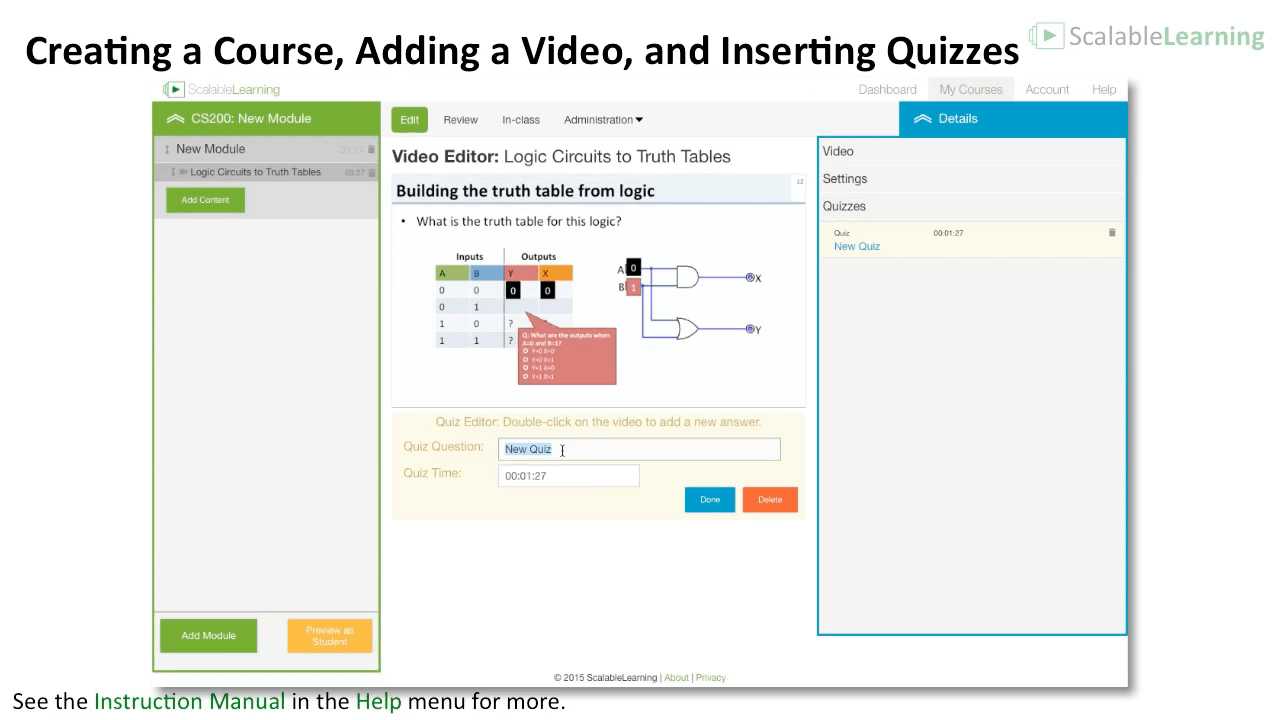 Creating a Course, Adding a Video, and Inserting Quizzes
ScalableLearning
ScalableLearning
Dashboard My Courses Account Help
CS200: New Module
Edit Review In-class Administration
Details
New Module 03:27
Logic Circuits to Truth Tables 03:27
Add Content
Video Editor: Logic Circuits to Truth Tables
Building the truth table from logic
12
• What is the truth table for this logic?
Inputs Outputs
A B Y X
0 0 0 0
0 1
1 0 ?
1 1 ?
Q: What are the outputs when
A=0 and B=1?
Y=0 X=0
Y=0 X=1
Y=1 X=0
Y=1 X=1
A 0
B 1
X
Y
Quiz Editor: Double-click on the video to add a new answer.
Quiz Question: New Quiz
Quiz Time: 00:01:27
Done Delete
Video
Settings
Quizzes
Quiz 00:01:27
New Quiz
Add Module
Preview as
Student
© 2015 ScalableLearning | About | Privacy
See the Instruction Manual in the Help menu for more.